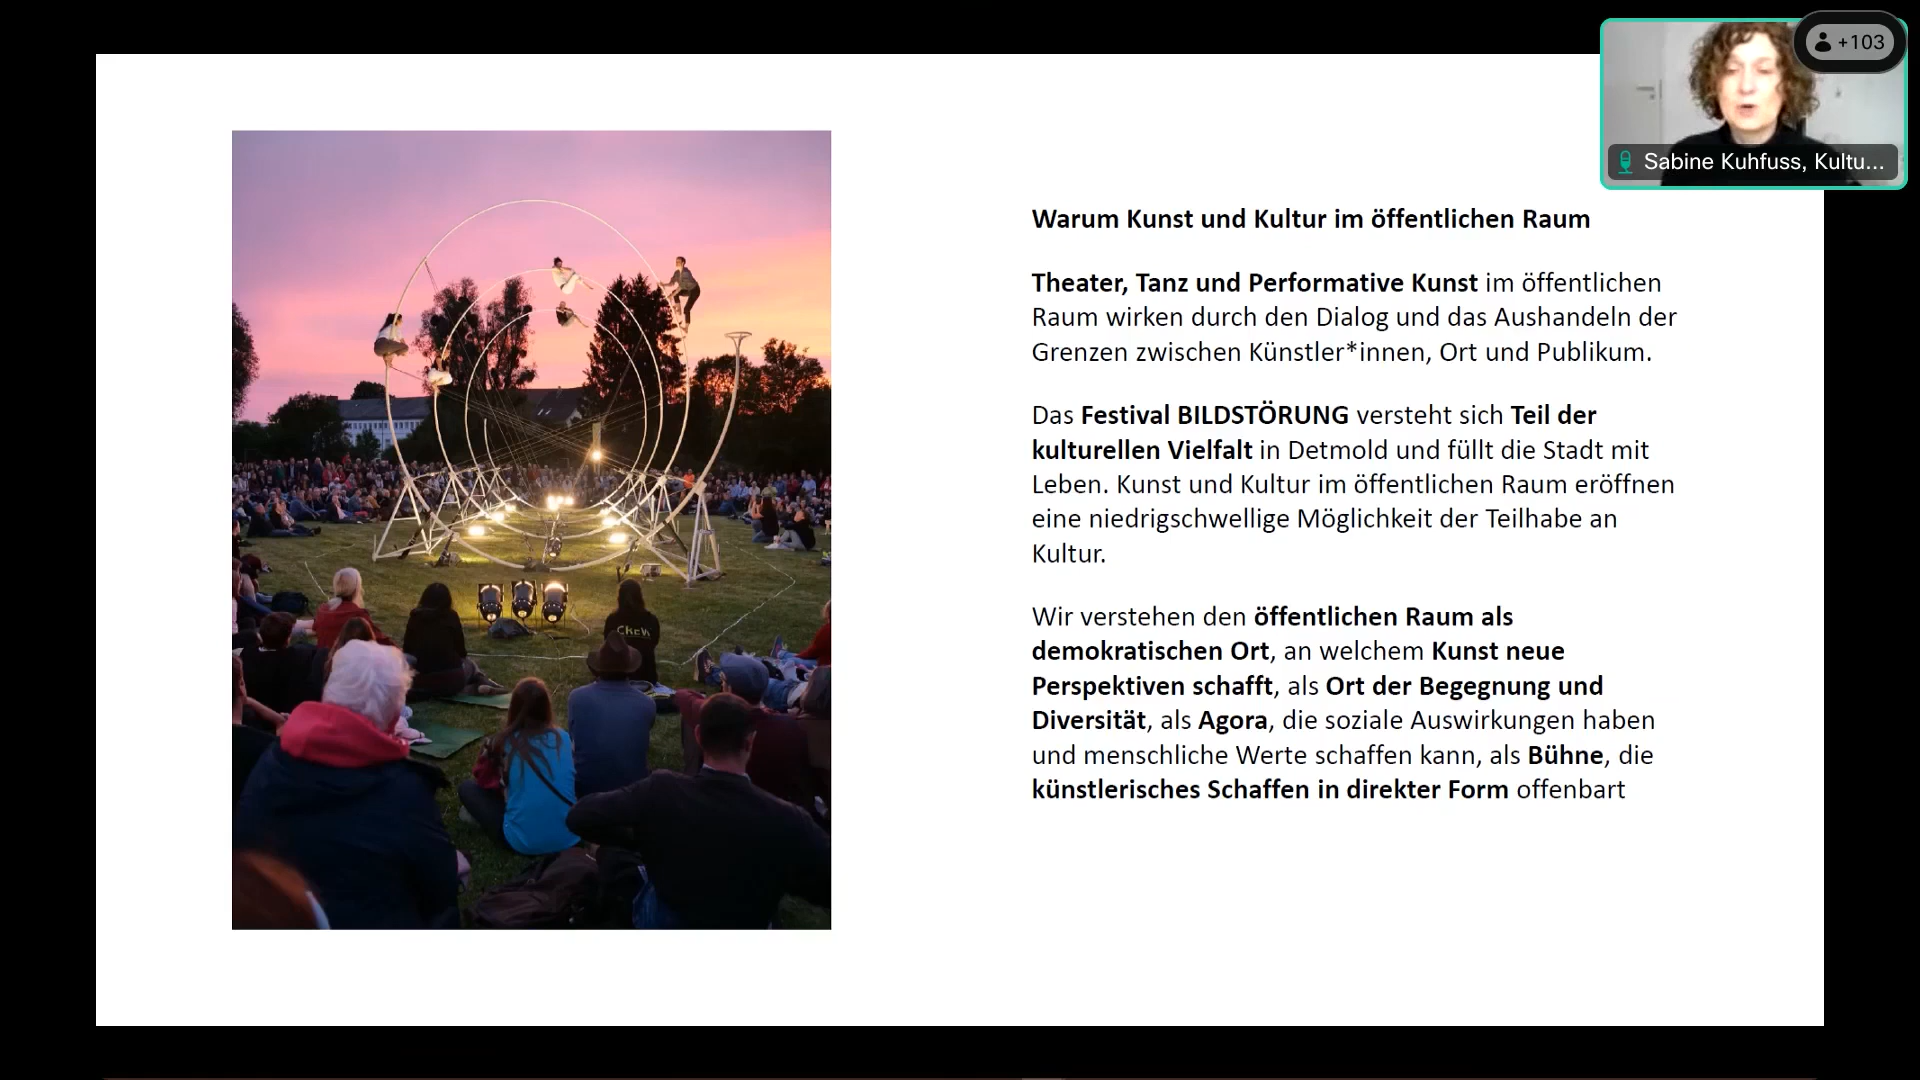 +103
Sabine Kuhfuss, Kultu...
Warum Kunst und Kultur im öffentlichen Raum
Theater, Tanz und Performative Kunst im öffentlichen
Raum wirken durch den Dialog und das Aushandeln der
Grenzen zwischen Künstler*innen, Ort und Publikum.
Das Festival BILDSTÖRUNG versteht sich Teil der
kulturellen Vielfalt in Detmold und füllt die Stadt mit
Leben. Kunst und Kultur im öffentlichen Raum eröffnen
eine niedrigschwellige Möglichkeit der Teilhabe an
Kultur.
Wir verstehen den öffentlichen Raum als
demokratischen Ort, an welchem Kunst neue
Perspektiven schafft, als Ort der Begegnung und
Diversität, als Agora, die soziale Auswirkungen haben
und menschliche Werte schaffen kann, als Bühne, die
künstlerisches Schaffen in direkter Form offenbart
CREW